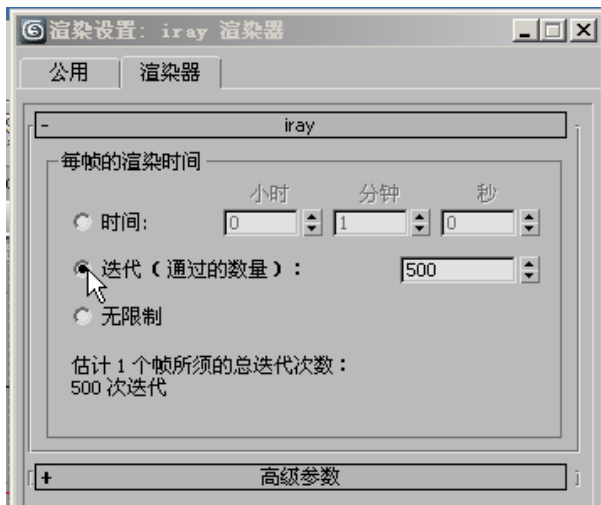 渲染设置: iray 渲染器
公用 渲染器
- iray
每帧的渲染时间
小时 分钟 秒
时间: 0 1 0
迭代（通过的数量）： 500
无限制
估计 1 个帧所须的总迭代次数：
500 次迭代
+ 高级参数